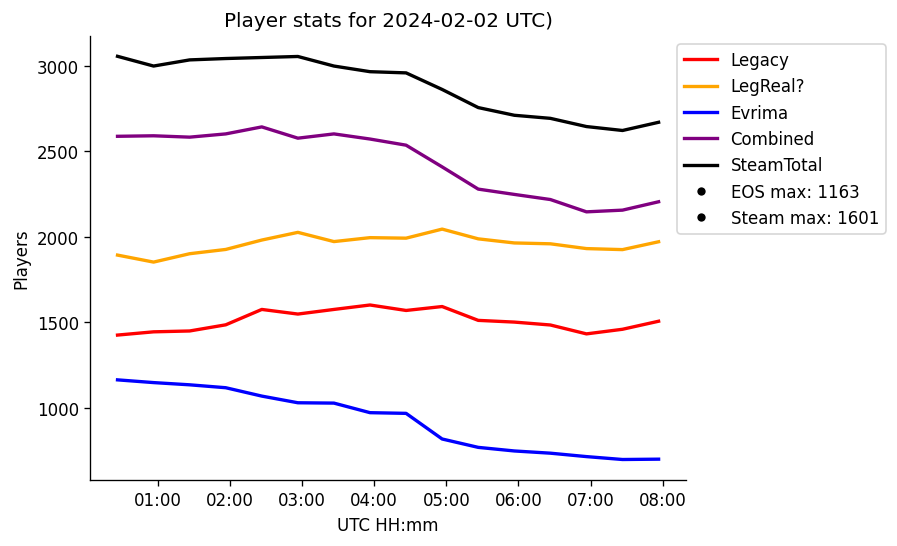 Player stats for 2024-02-02 UTC)
Players
3000
2500
2000
1500
1000
01:00 02:00 03:00 04:00 05:00 06:00 07:00 08:00
UTC HH:mm
Legacy
LegReal?
Evrima
Combined
SteamTotal
EOS max: 1163
Steam max: 1601